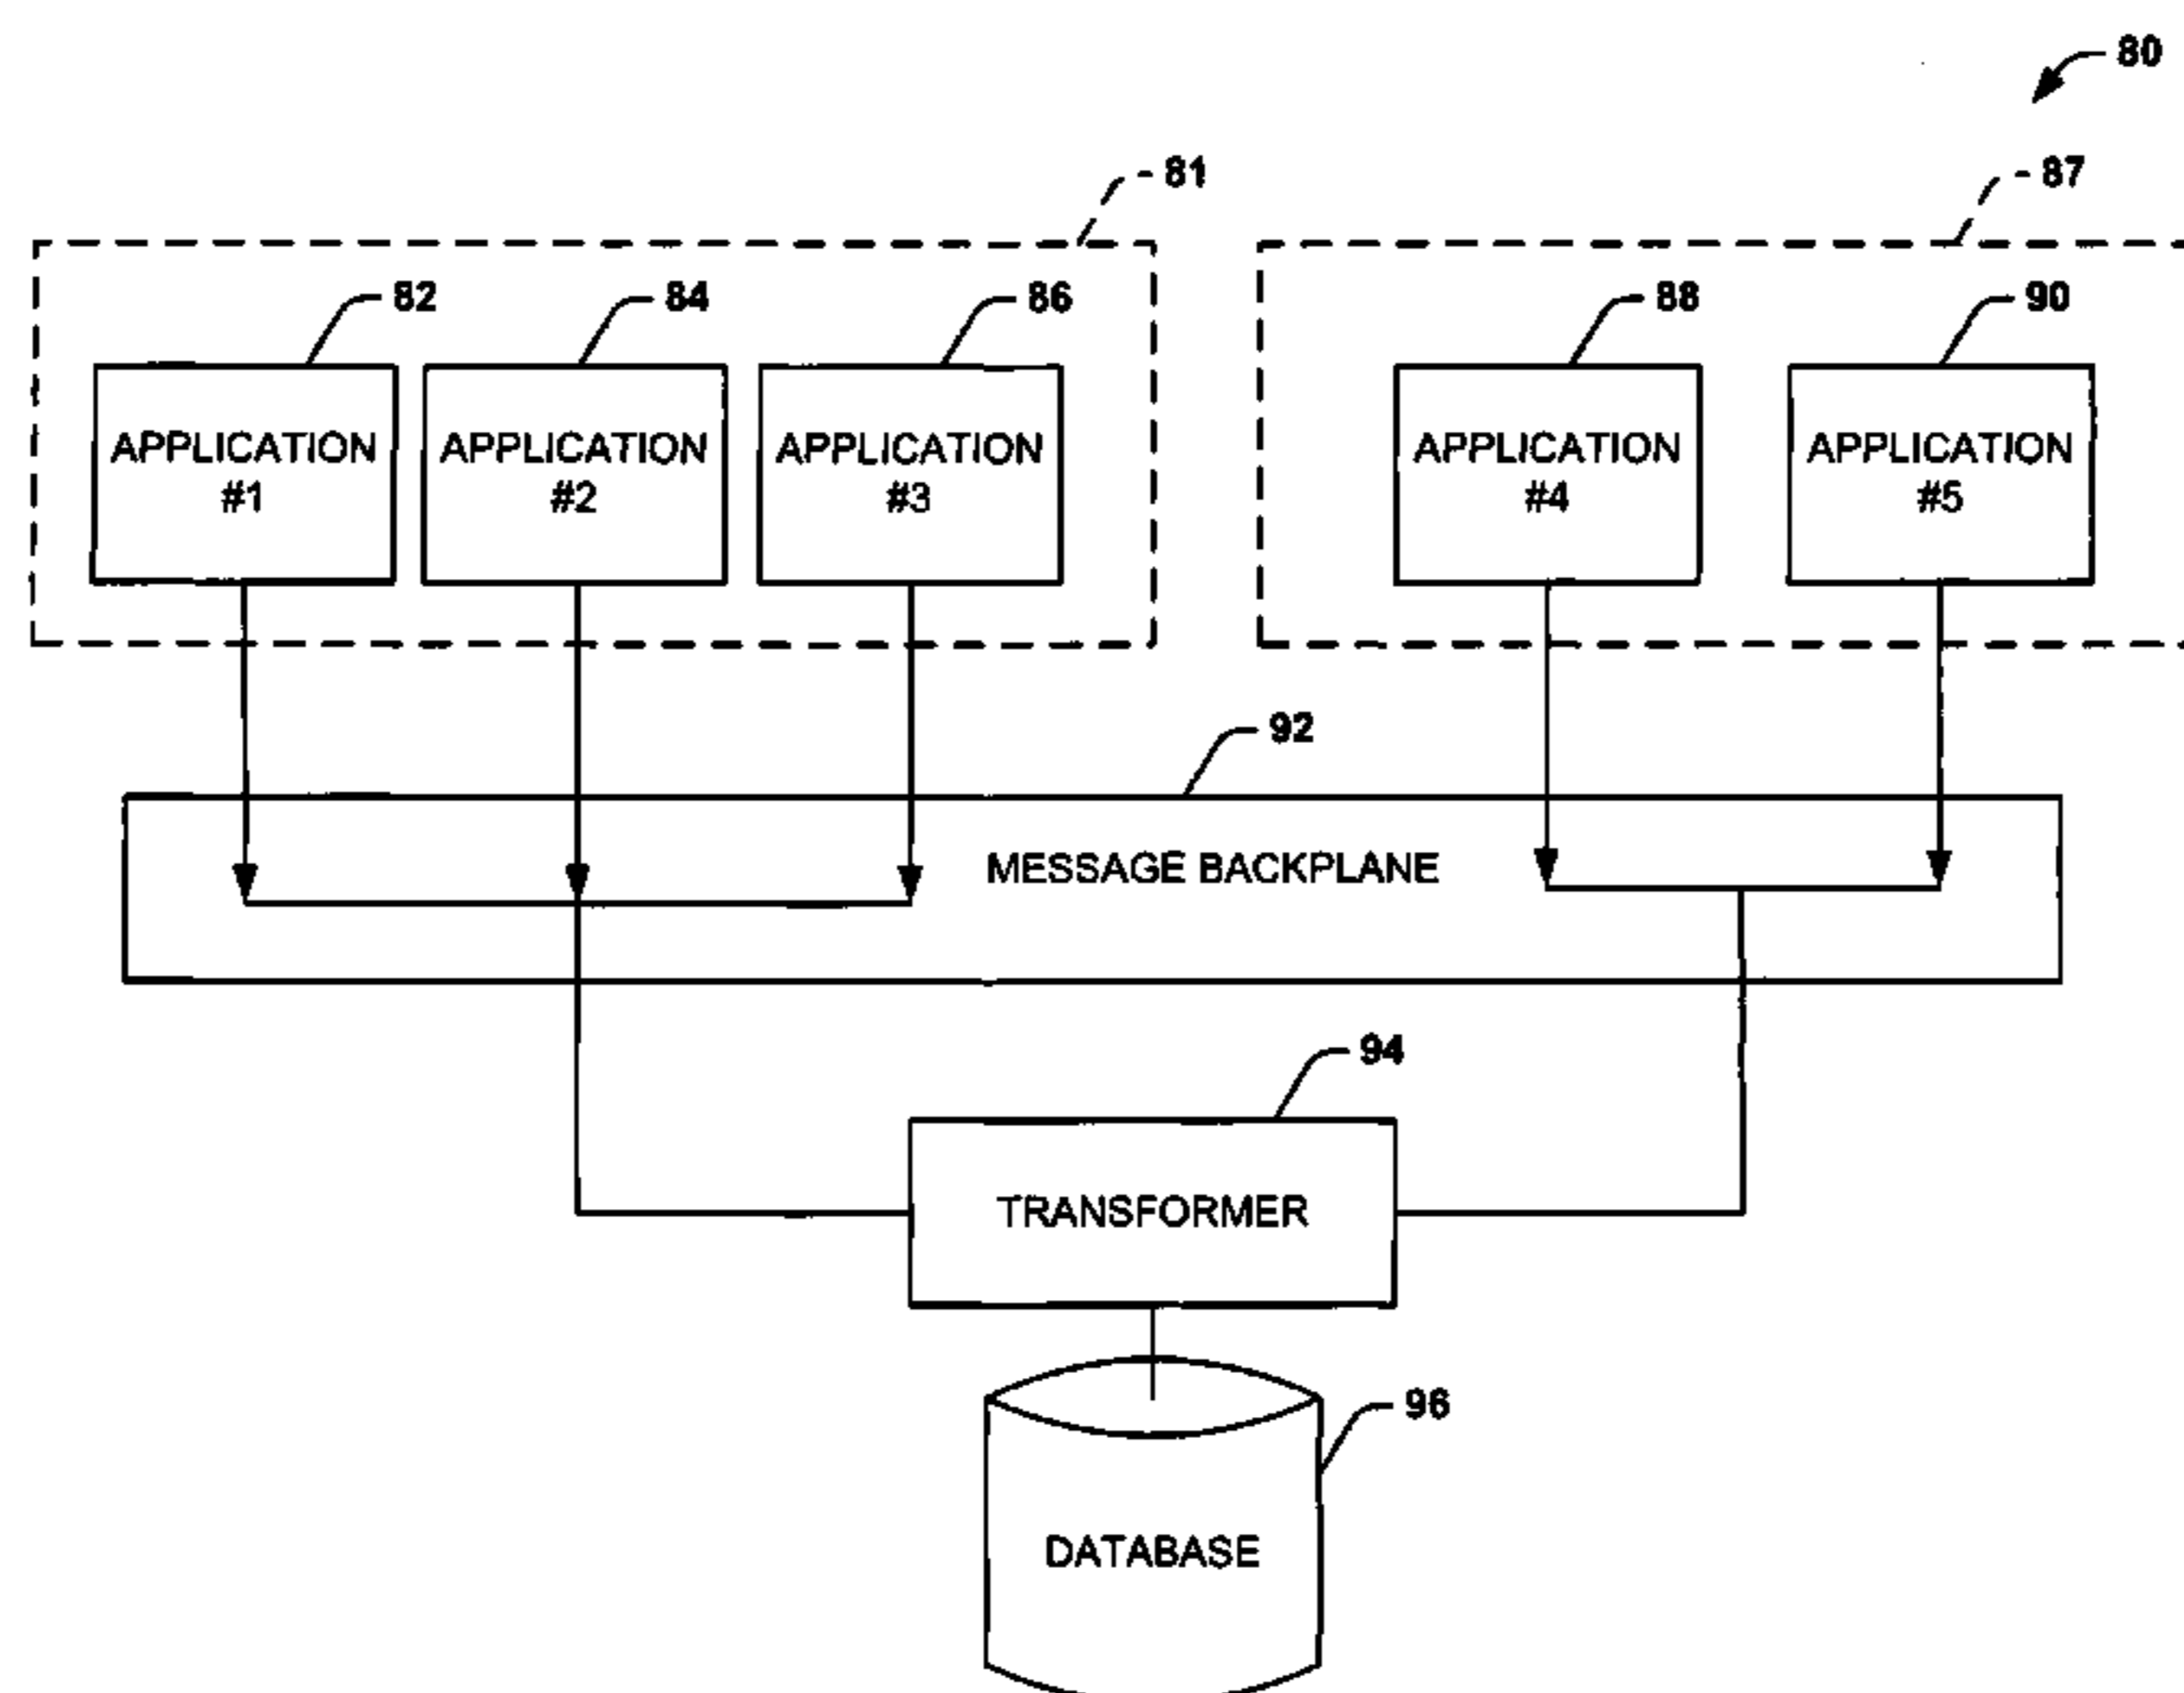 80
81
87
82
84
86
88
90
APPLICATION
#1
APPLICATION
#2
APPLICATION
#3
APPLICATION
#4
APPLICATION
#5
92
MESSAGE BACKPLANE
94
TRANSFORMER
96
DATABASE